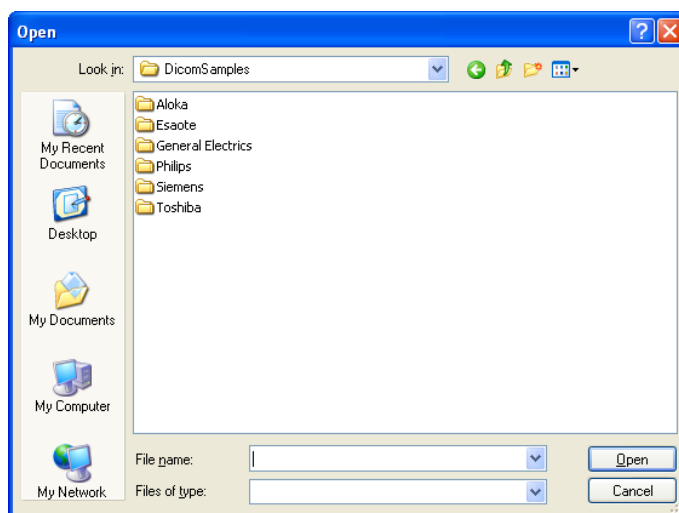 Open
Look in: DicomSamples
My Recent
Documents
Desktop
My Documents
My Computer
My Network
Aloka
Esaote
General Electrics
Philips
Siemens
Toshiba
File name:
Open
Files of type:
Cancel